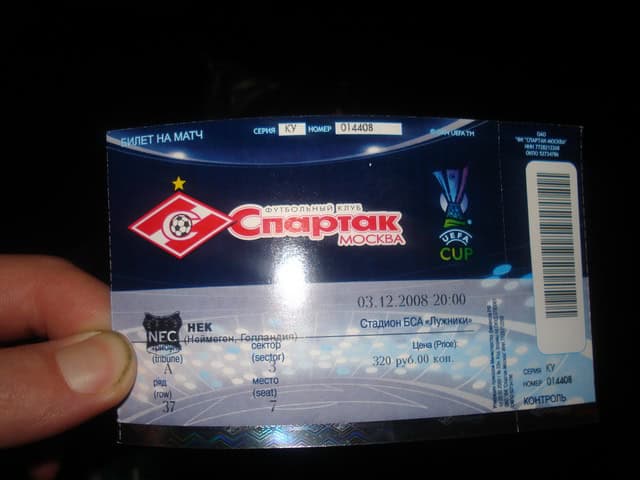 БИЛЕТ НА МАТЧ
СЕРИЯ КУ НОМЕР 014408
UEFA TM
ФУТБОЛЬНЫЙ КЛУБ
Спартак
МОСКВА
UEFA
CUP
03.12.2008 20:00
NEC
НЕК
(Неймеген, Голландия)
Стадион БСА «Лужники»
(tribune)
A
сектор
(sector)
3
Цена (Price):
320 руб.00 коп.
ряд
(row)
37
место
(seat)
7
ОАО
"ФК СПАРТАК МОСКВА"
СЕРИЯ КУ
НОМЕР 014408
КОНТРОЛЬ